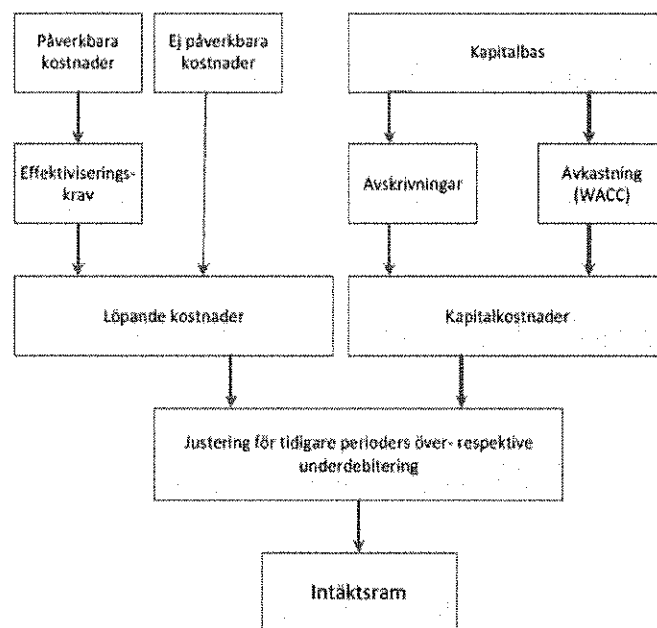 Påverkbara
kostnader
Ej påverkbara
kostnader
Kapitalbas
Effektiviserings-
krav
Avskrivningar
Avkastning
(WACC)
Löpande kostnader
Kapitalkostnader
Justering för tidigare perioders över- respektive
underdebitering
Intäktsram